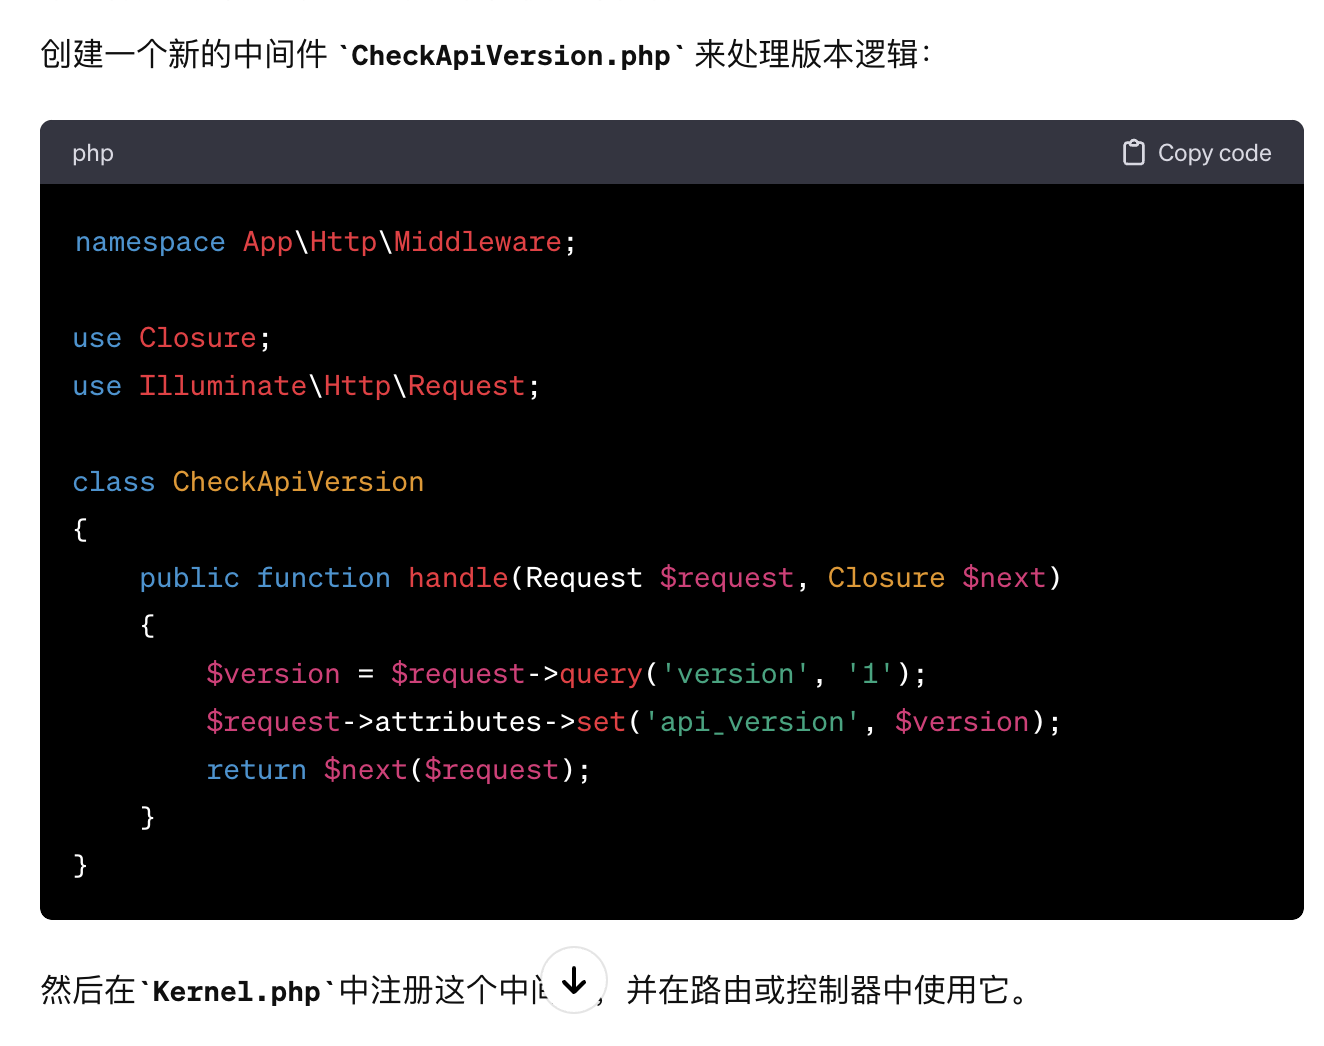 创建一个新的中间件 `CheckApiVersion.php` 来处理版本逻辑：
php
Copy code
namespace App\Http\Middleware;
use Closure;
use Illuminate\Http\Request;
class CheckApiVersion
{
    public function handle(Request $request, Closure $next)
    {
        $version = $request->query('version', '1');
        $request->attributes->set('api_version', $version);
        return $next($request);
    }
}
然后在`Kernel.php`中注册这个中间，并在路由或控制器中使用它。